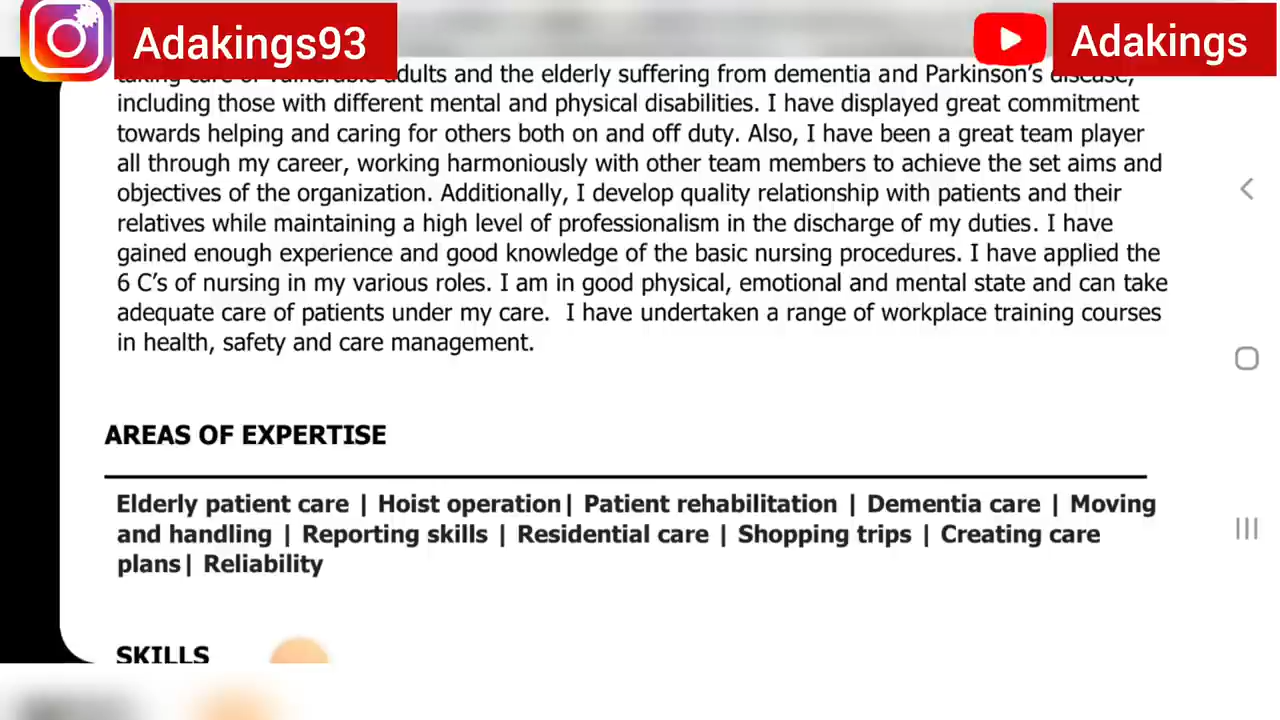 Adakings93
Adakings
taking care of vulnerable adults and the elderly suffering from dementia and Parkinson's disease,
including those with different mental and physical disabilities. I have displayed great commitment
towards helping and caring for others both on and off duty. Also, I have been a great team player
all through my career, working harmoniously with other team members to achieve the set aims and
objectives of the organization. Additionally, I develop quality relationship with patients and their
relatives while maintaining a high level of professionalism in the discharge of my duties. I have
gained enough experience and good knowledge of the basic nursing procedures. I have applied the
6 C's of nursing in my various roles. I am in good physical, emotional and mental state and can take
adequate care of patients under my care. I have undertaken a range of workplace training courses
in health, safety and care management.
AREAS OF EXPERTISE
Elderly patient care | Hoist operation| Patient rehabilitation | Dementia care | Moving
and handling | Reporting skills | Residential care | Shopping trips | Creating care
plans| Reliability
SKILLS